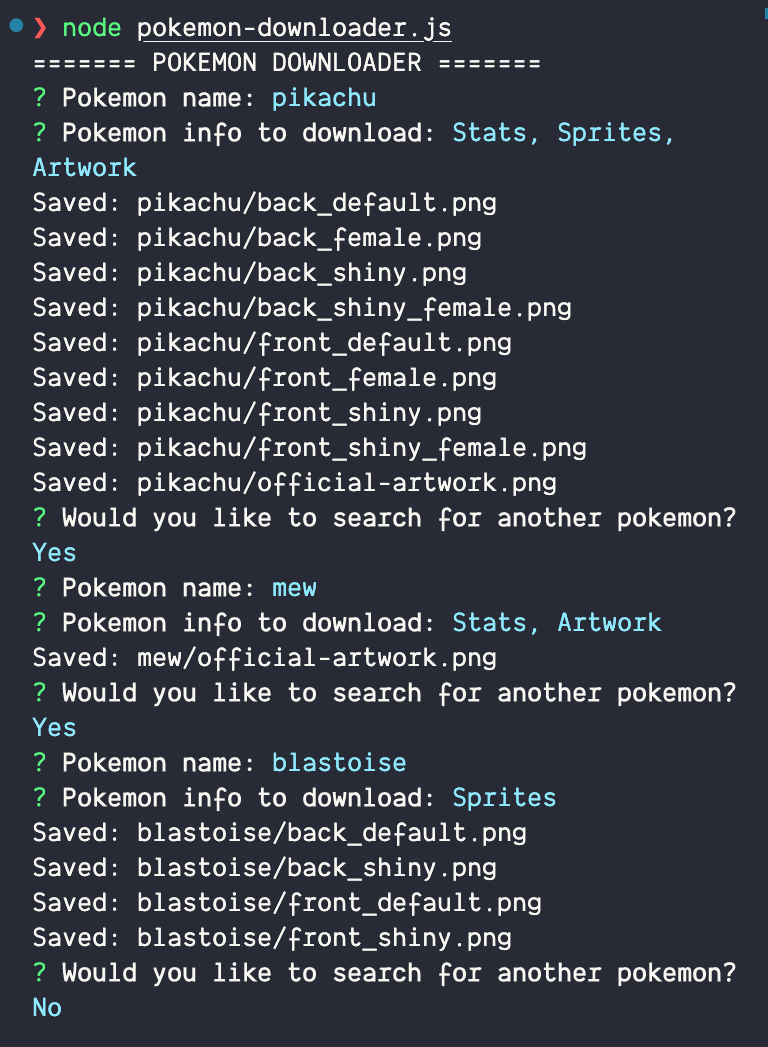 ❯ node pokemon-downloader.js
======= POKEMON DOWNLOADER =======
? Pokemon name: pikachu
? Pokemon info to download: Stats, Sprites,
Artwork
Saved: pikachu/back_default.png
Saved: pikachu/back_female.png
Saved: pikachu/back_shiny.png
Saved: pikachu/back_shiny_female.png
Saved: pikachu/front_default.png
Saved: pikachu/front_female.png
Saved: pikachu/front_shiny.png
Saved: pikachu/front_shiny_female.png
Saved: pikachu/official-artwork.png
? Would you like to search for another pokemon?
Yes
? Pokemon name: mew
? Pokemon info to download: Stats, Artwork
Saved: mew/official-artwork.png
? Would you like to search for another pokemon?
Yes
? Pokemon name: blastoise
? Pokemon info to download: Sprites
Saved: blastoise/back_default.png
Saved: blastoise/back_shiny.png
Saved: blastoise/front_default.png
Saved: blastoise/front_shiny.png
? Would you like to search for another pokemon?
No